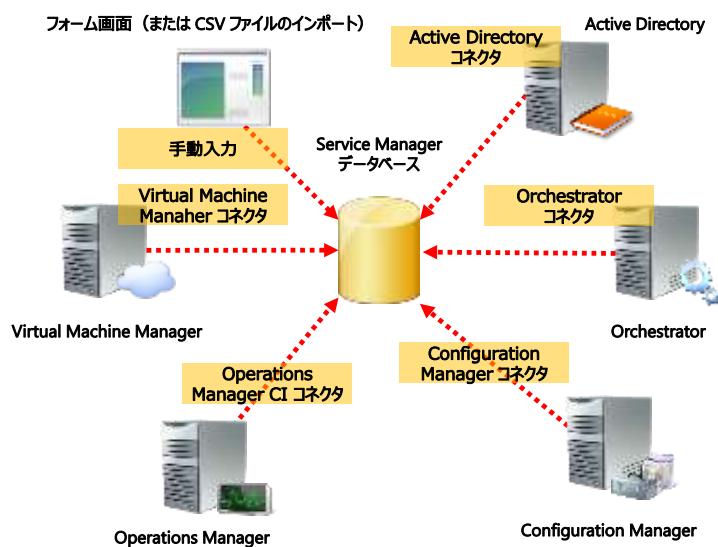 フォーム画面（または CSV ファイルのインポート）
Active Directory
Active Directory
コネクタ
手動入力
Service Manager
データベース
Virtual Machine
Manaher コネクタ
Orchestrator
コネクタ
Virtual Machine Manager
Orchestrator
Operations
Manager CI コネクタ
Configuration
Manager コネクタ
Operations Manager
Configuration Manager